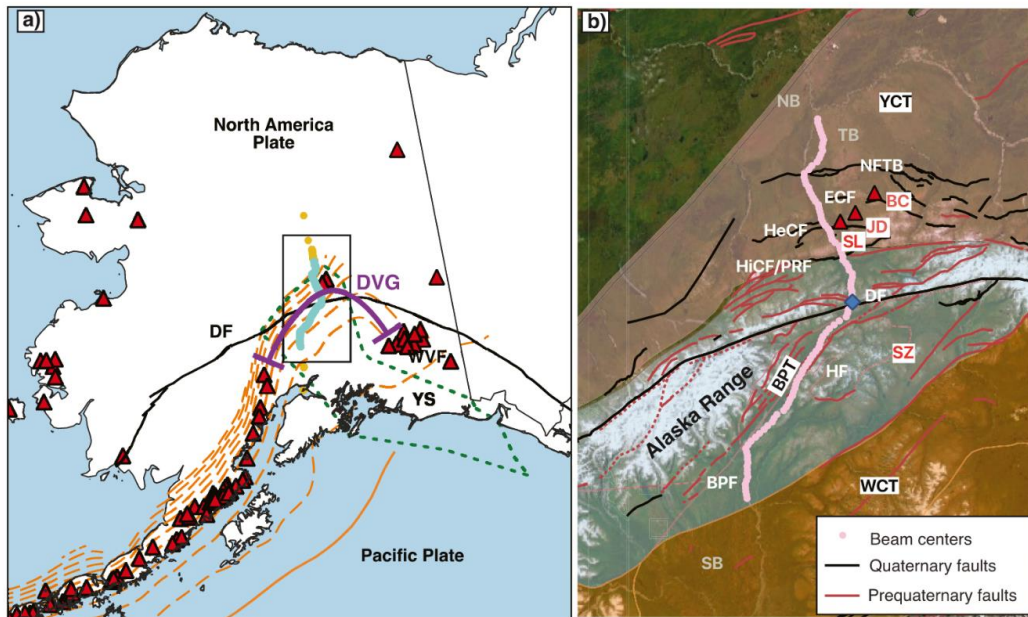 a)
North America
Plate
DVG
DF
WVF
YS
Pacific Plate
b)
NB
YCT
TB
NFTB
ECF
BC
HeCF
JD
SL
HiCF/PRF
DF
SZ
BPT
HF
Alaska Range
BPF
WCT
SB
Beam centers
Quaternary faults
Prequaternary faults